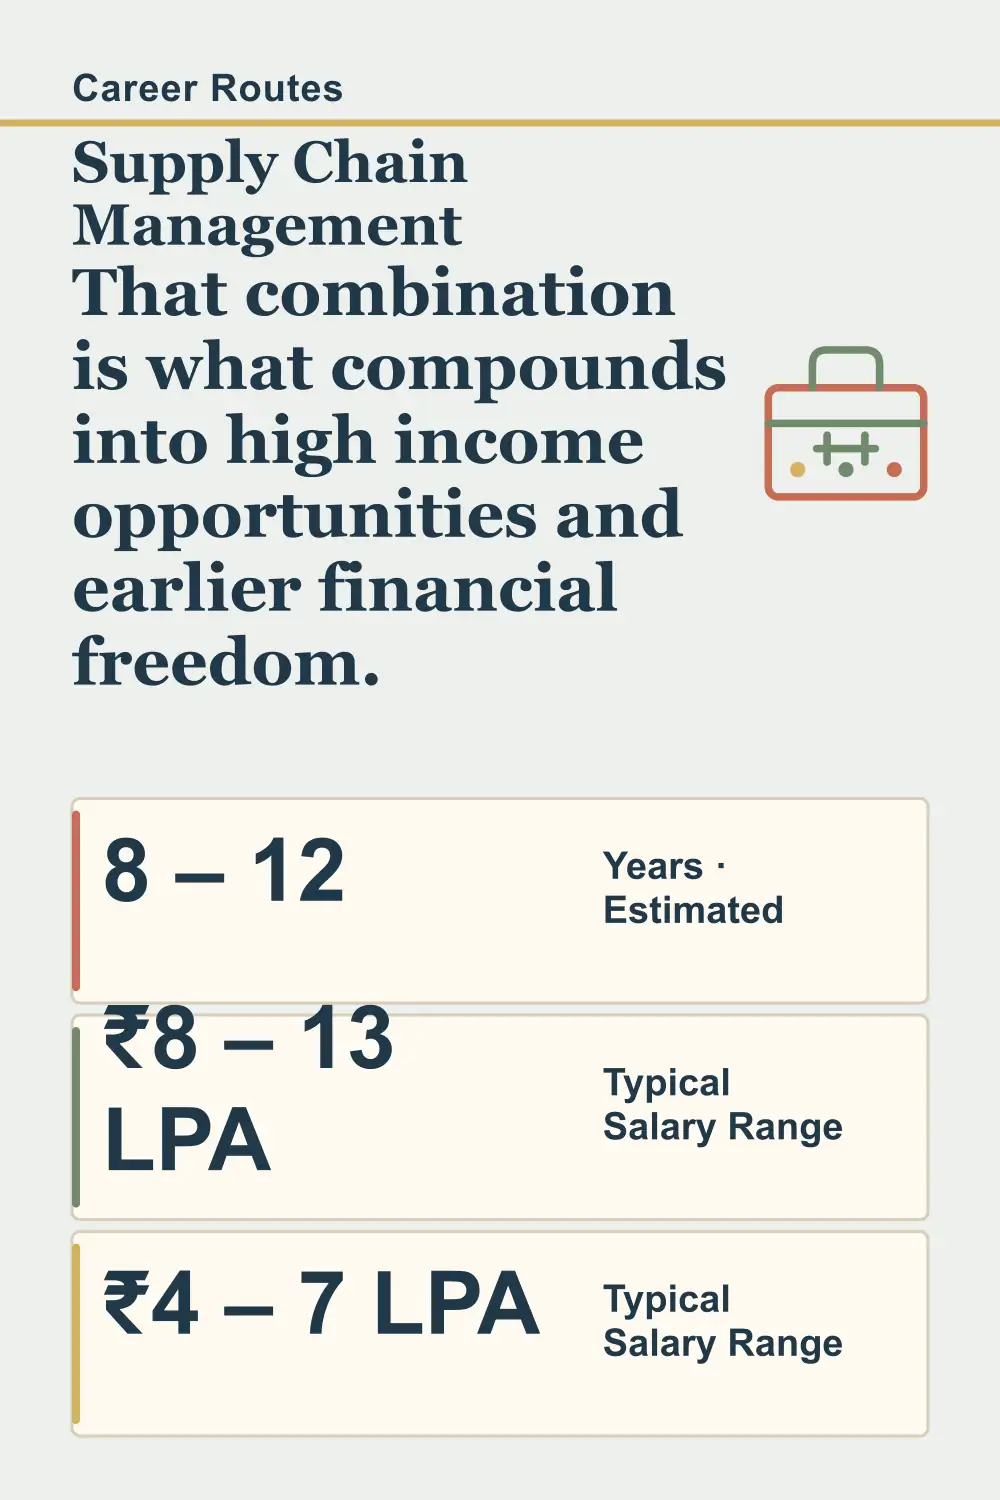 Career Routes
Supply Chain
Management
That combination
is what compounds
into high income
opportunities and
earlier financial
freedom.
8 – 12
Years ·
Estimated
₹8 – 13
LPA
Typical
Salary Range
₹4 – 7 LPA
Typical
Salary Range